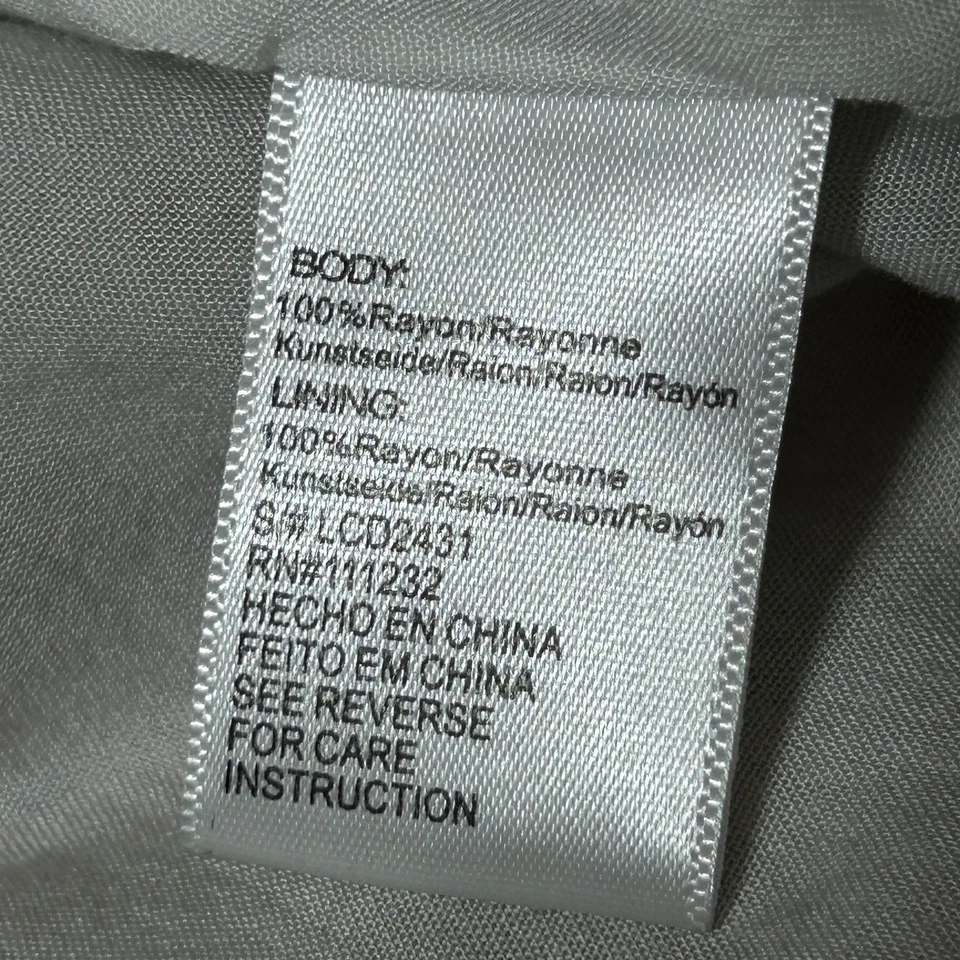 BODY:
100%Rayon/Rayonne
Kunstseide/Raion/Raion/Rayón
LINING:
100%Rayon/Rayonne
Kunstseide/Raion/Raion/Rayón
S/# LCD2431
RN#111232
HECHO EN CHINA
FEITO EM CHINA
SEE REVERSE
FOR CARE
INSTRUCTION